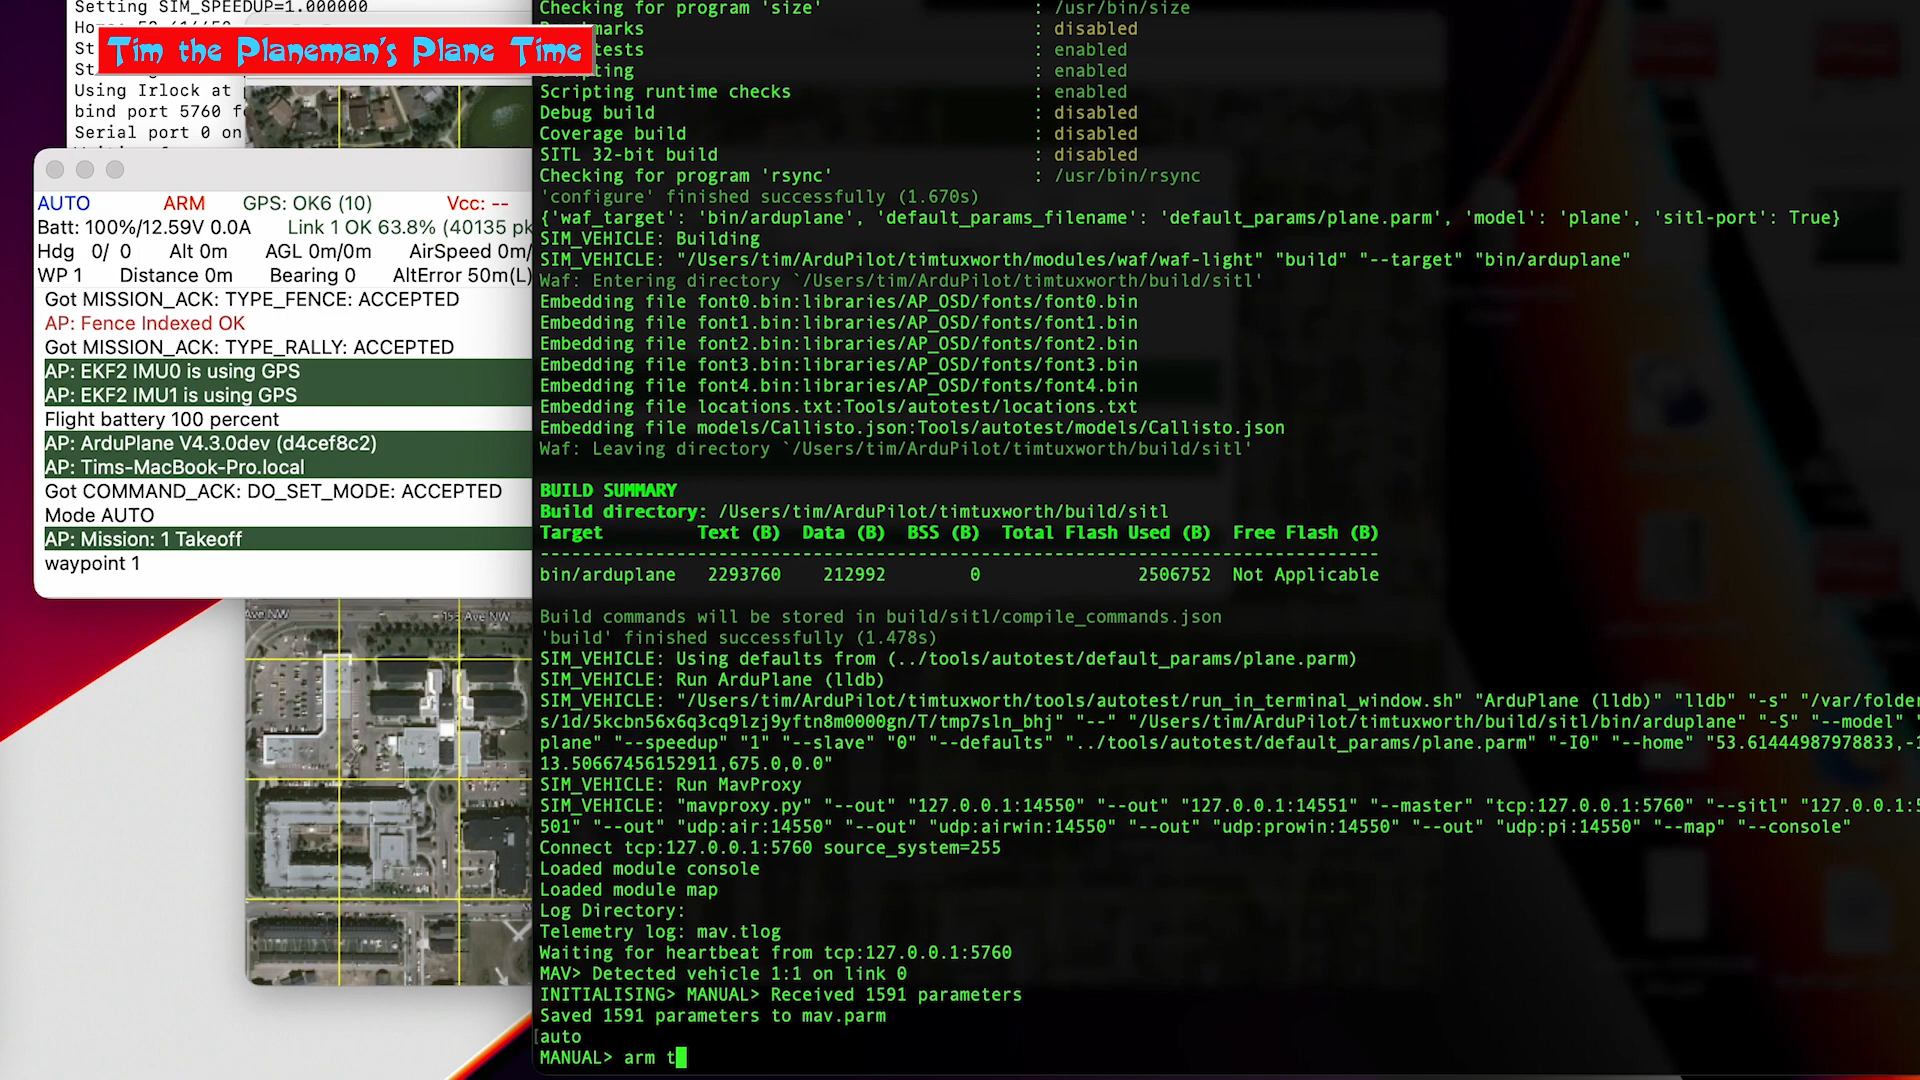 Setting SIM_SPEEDUP=1.000000
Tim the Planeman's Plane Time
Using Irlock at
bind port 5760 f
Serial port 0 on
AUTO ARM GPS: OK6 (10) Vcc: --
Batt: 100%/12.59V 0.0A Link 1 OK 63.8% (40135 pk
Hdg 0/ 0 Alt 0m AGL 0m/0m AirSpeed 0m/
WP 1 Distance 0m Bearing 0 AltError 50m(L)
Got MISSION_ACK: TYPE_FENCE: ACCEPTED
AP: Fence Indexed OK
Got MISSION_ACK: TYPE_RALLY: ACCEPTED
AP: EKF2 IMU0 is using GPS
AP: EKF2 IMU1 is using GPS
Flight battery 100 percent
AP: ArduPlane V4.3.0dev (d4cef8c2)
AP: Tims-MacBook-Pro.local
Got COMMAND_ACK: DO_SET_MODE: ACCEPTED
Mode AUTO
AP: Mission: 1 Takeoff
waypoint 1
Ave NW
153 Ave NW
Checking for program 'size' : /usr/bin/size
marks : disabled
tests : enabled
ting : enabled
Scripting runtime checks : enabled
Debug build : disabled
Coverage build : disabled
SITL 32-bit build : disabled
Checking for program 'rsync' : /usr/bin/rsync
'configure' finished successfully (1.670s)
{'waf_target': 'bin/arduplane', 'default_params_filename': 'default_params/plane.parm', 'model': 'plane', 'sitl-port': True}
SIM_VEHICLE: Building
SIM_VEHICLE: "/Users/tim/ArduPilot/timtuxworth/modules/waf/waf-light" "build" "--target" "bin/arduplane"
Waf: Entering directory `/Users/tim/ArduPilot/timtuxworth/build/sitl'
Embedding file font0.bin:libraries/AP_OSD/fonts/font0.bin
Embedding file font1.bin:libraries/AP_OSD/fonts/font1.bin
Embedding file font2.bin:libraries/AP_OSD/fonts/font2.bin
Embedding file font3.bin:libraries/AP_OSD/fonts/font3.bin
Embedding file font4.bin:libraries/AP_OSD/fonts/font4.bin
Embedding file locations.txt:Tools/autotest/locations.txt
Embedding file models/Callisto.json:Tools/autotest/models/Callisto.json
Waf: Leaving directory `/Users/tim/ArduPilot/timtuxworth/build/sitl'
BUILD SUMMARY
Build directory: /Users/tim/ArduPilot/timtuxworth/build/sitl
Target Text (B) Data (B) BSS (B) Total Flash Used (B) Free Flash (B)
--------------------------------------------------------------------------------
bin/arduplane 2293760 212992 0 2506752 Not Applicable
Build commands will be stored in build/sitl/compile_commands.json
'build' finished successfully (1.478s)
SIM_VEHICLE: Using defaults from (../tools/autotest/default_params/plane.parm)
SIM_VEHICLE: Run ArduPlane (lldb)
SIM_VEHICLE: "/Users/tim/ArduPilot/timtuxworth/tools/autotest/run_in_terminal_window.sh" "ArduPlane (lldb)" "lldb" "-s" "/var/folder
s/1d/5kcbn56x6q3cq9lzj9yftn8m0000gn/T/tmp7sln_bhj" "--" "/Users/tim/ArduPilot/timtuxworth/build/sitl/bin/arduplane" "-S" "--model" "
plane" "--speedup" "1" "--slave" "0" "--defaults" "../tools/autotest/default_params/plane.parm" "-I0" "--home" "53.61444987978833,-1
13.50667456152911,675.0,0.0"
SIM_VEHICLE: Run MavProxy
SIM_VEHICLE: "mavproxy.py" "--out" "127.0.0.1:14550" "--out" "127.0.0.1:14551" "--master" "tcp:127.0.0.1:5760" "--sitl" "127.0.0.1:5
501" "--out" "udp:air:14550" "--out" "udp:airwin:14550" "--out" "udp:prowin:14550" "--out" "udp:pi:14550" "--map" "--console"
Connect tcp:127.0.0.1:5760 source_system=255
Loaded module console
Loaded module map
Log Directory:
Telemetry log: mav.tlog
Waiting for heartbeat from tcp:127.0.0.1:5760
MAV> Detected vehicle 1:1 on link 0
INITIALISING> MANUAL> Received 1591 parameters
Saved 1591 parameters to mav.parm
[auto
MANUAL> arm t